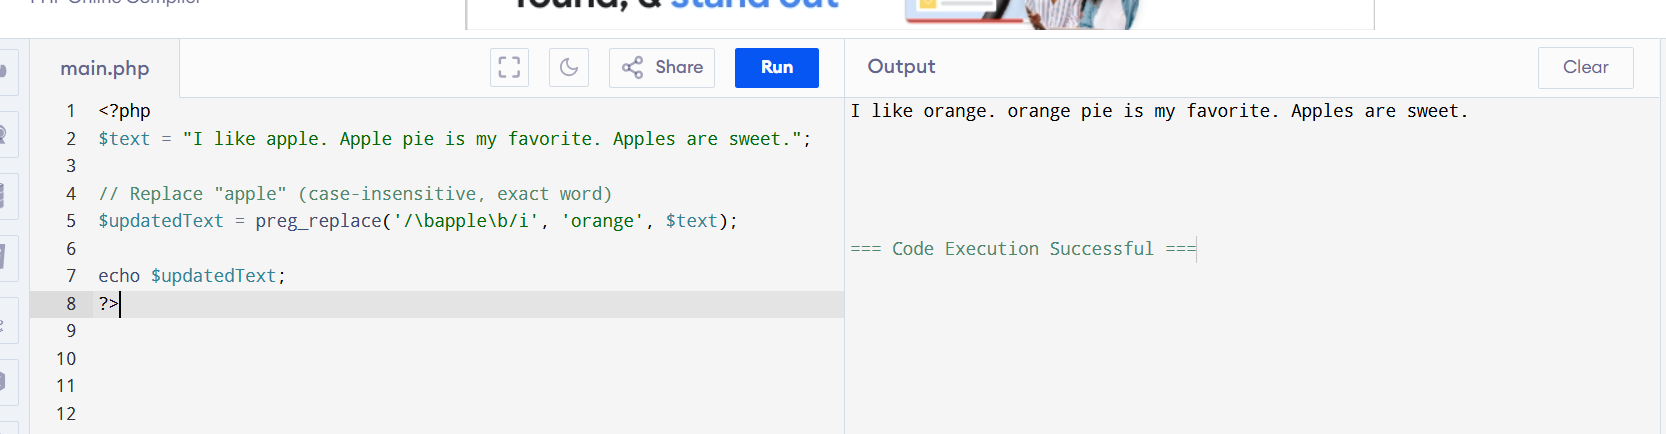 stand out
main.php
Share
Run
Output
Clear
1 <?php
2 $text = "I like apple. Apple pie is my favorite. Apples are sweet.";
3
4 // Replace "apple" (case-insensitive, exact word)
5 $updatedText = preg_replace('/\bapple\b/i', 'orange', $text);
6
7 echo $updatedText;
8 ?>
9
10
11
12
I like orange. orange pie is my favorite. Apples are sweet.
=== Code Execution Successful ===